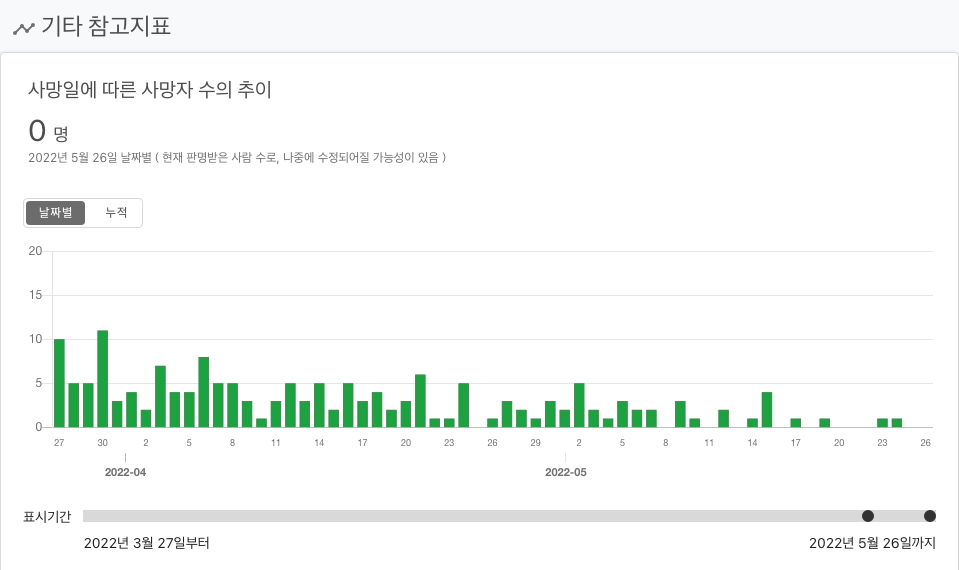 기타 참고지표
사망일에 따른 사망자 수의 추이
0 명
2022년 5월 26일 날짜별 ( 현재 판명받은 사람 수로, 나중에 수정되어질 가능성이 있음 )
날짜별 누적
20
15
10
5
0
27 30 2 5 8 11 14 17 20 23 26 29 2 5 8 11 14 17 20 23 26
2022-04 2022-05
표시기간
2022년 3월 27일부터 2022년 5월 26일까지